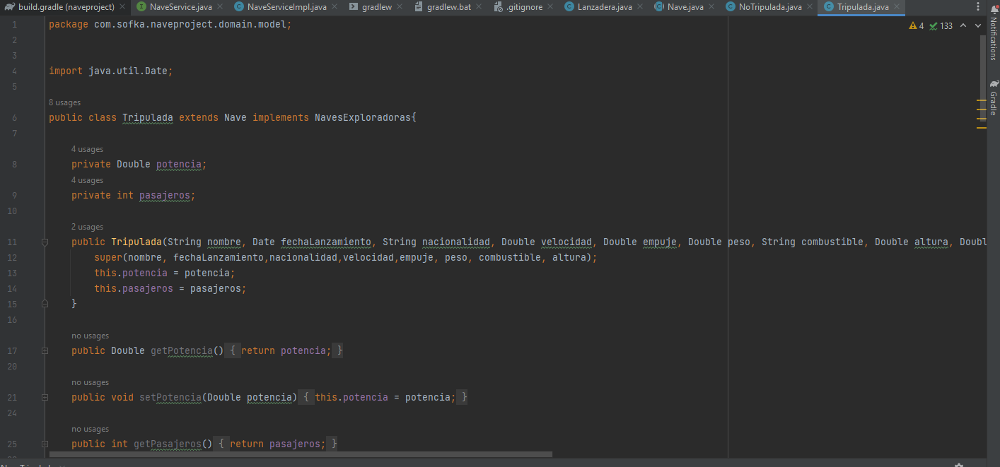 build.gradle (naveproject) NaveService.java NaveServiceImpl.java gradlew gradlew.bat .gitignore Lanzadera.java Nave.java NoTripulada.java Tripulada.java
4 133
Notifications
Gradle
1 package com.sofka.naveproject.domain.model;
2
3
4 import java.util.Date;
5
8 usages
6 public class Tripulada extends Nave implements NavesExploradoras{
7
4 usages
8 private Double potencia;
4 usages
9 private int pasajeros;
10
2 usages
11 public Tripulada(String nombre, Date fechaLanzamiento, String nacionalidad, Double velocidad, Double empuje, Double peso, String combustible, Double altura, Doubl
12 super(nombre, fechaLanzamiento,nacionalidad,velocidad,empuje, peso, combustible, altura);
13 this.potencia = potencia;
14 this.pasajeros = pasajeros;
15 }
16
no usages
17 public Double getPotencia() { return potencia; }
20
no usages
21 public void setPotencia(Double potencia) { this.potencia = potencia; }
24
no usages
25 public int getPasajeros() { return pasajeros; }